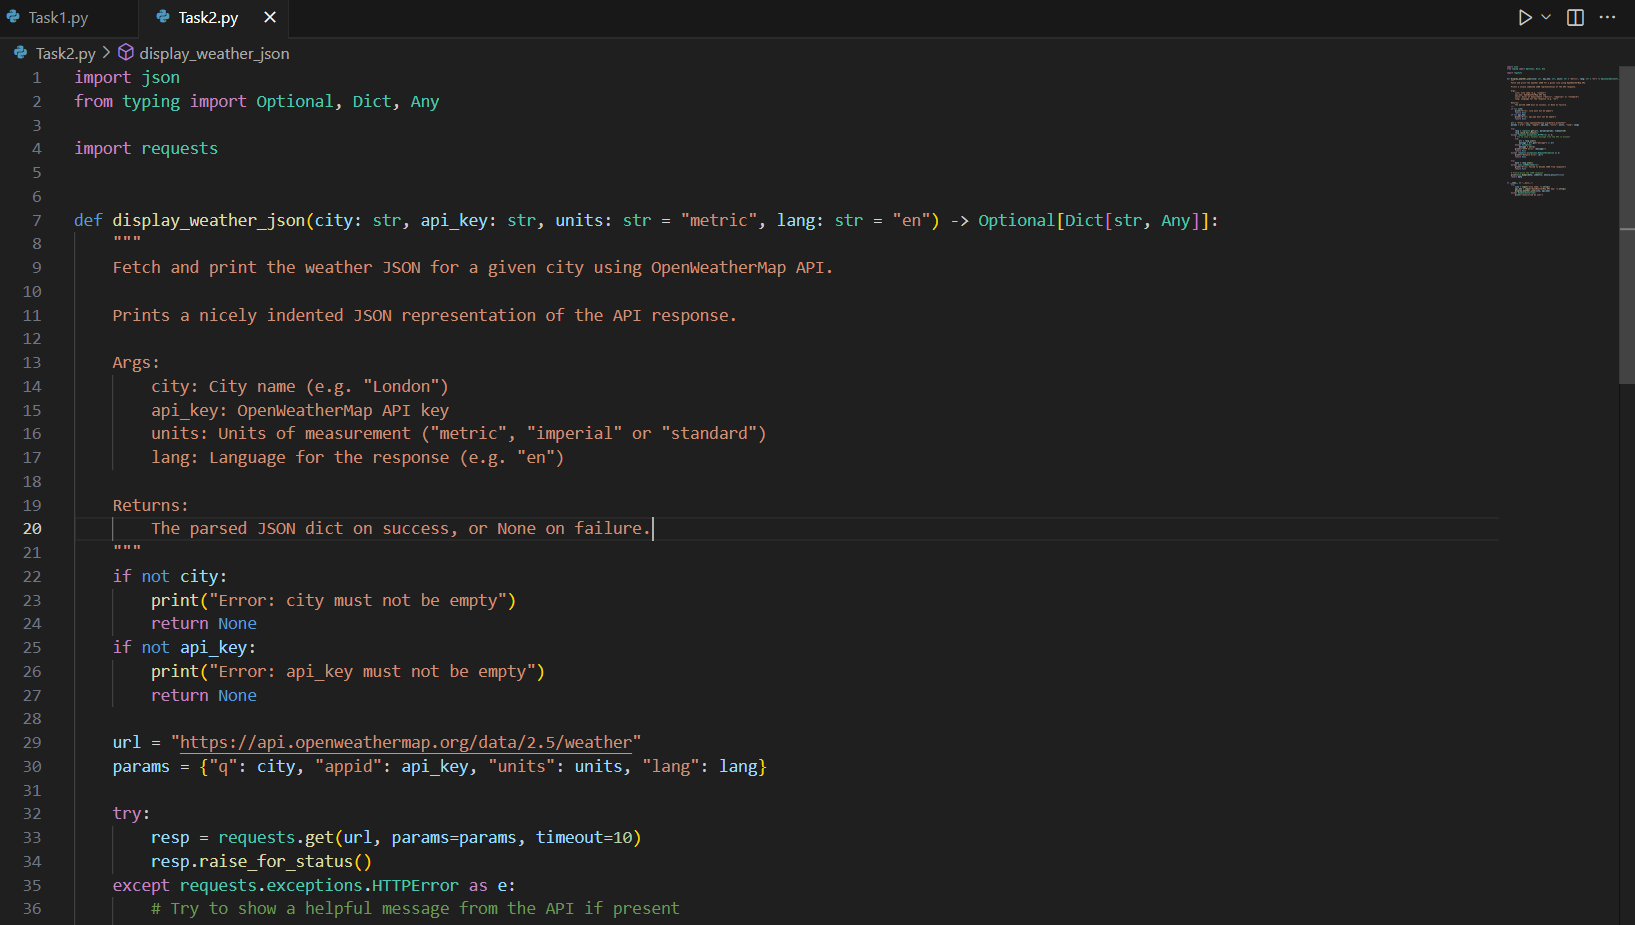 Task1.py
Task2.py
Task2.py > display_weather_json
1 import json
2 from typing import Optional, Dict, Any
3
4 import requests
5
6
7 def display_weather_json(city: str, api_key: str, units: str = "metric", lang: str = "en") -> Optional[Dict[str, Any]]:
8     """
9     Fetch and print the weather JSON for a given city using OpenWeatherMap API.
10
11     Prints a nicely indented JSON representation of the API response.
12
13     Args:
14         city: City name (e.g. "London")
15         api_key: OpenWeatherMap API key
16         units: Units of measurement ("metric", "imperial" or "standard")
17         lang: Language for the response (e.g. "en")
18
19     Returns:
20         The parsed JSON dict on success, or None on failure.
21     """
22     if not city:
23         print("Error: city must not be empty")
24         return None
25     if not api_key:
26         print("Error: api_key must not be empty")
27         return None
28
29     url = "https://api.openweathermap.org/data/2.5/weather"
30     params = {"q": city, "appid": api_key, "units": units, "lang": lang}
31
32     try:
33         resp = requests.get(url, params=params, timeout=10)
34         resp.raise_for_status()
35     except requests.exceptions.HTTPError as e:
36         # Try to show a helpful message from the API if present